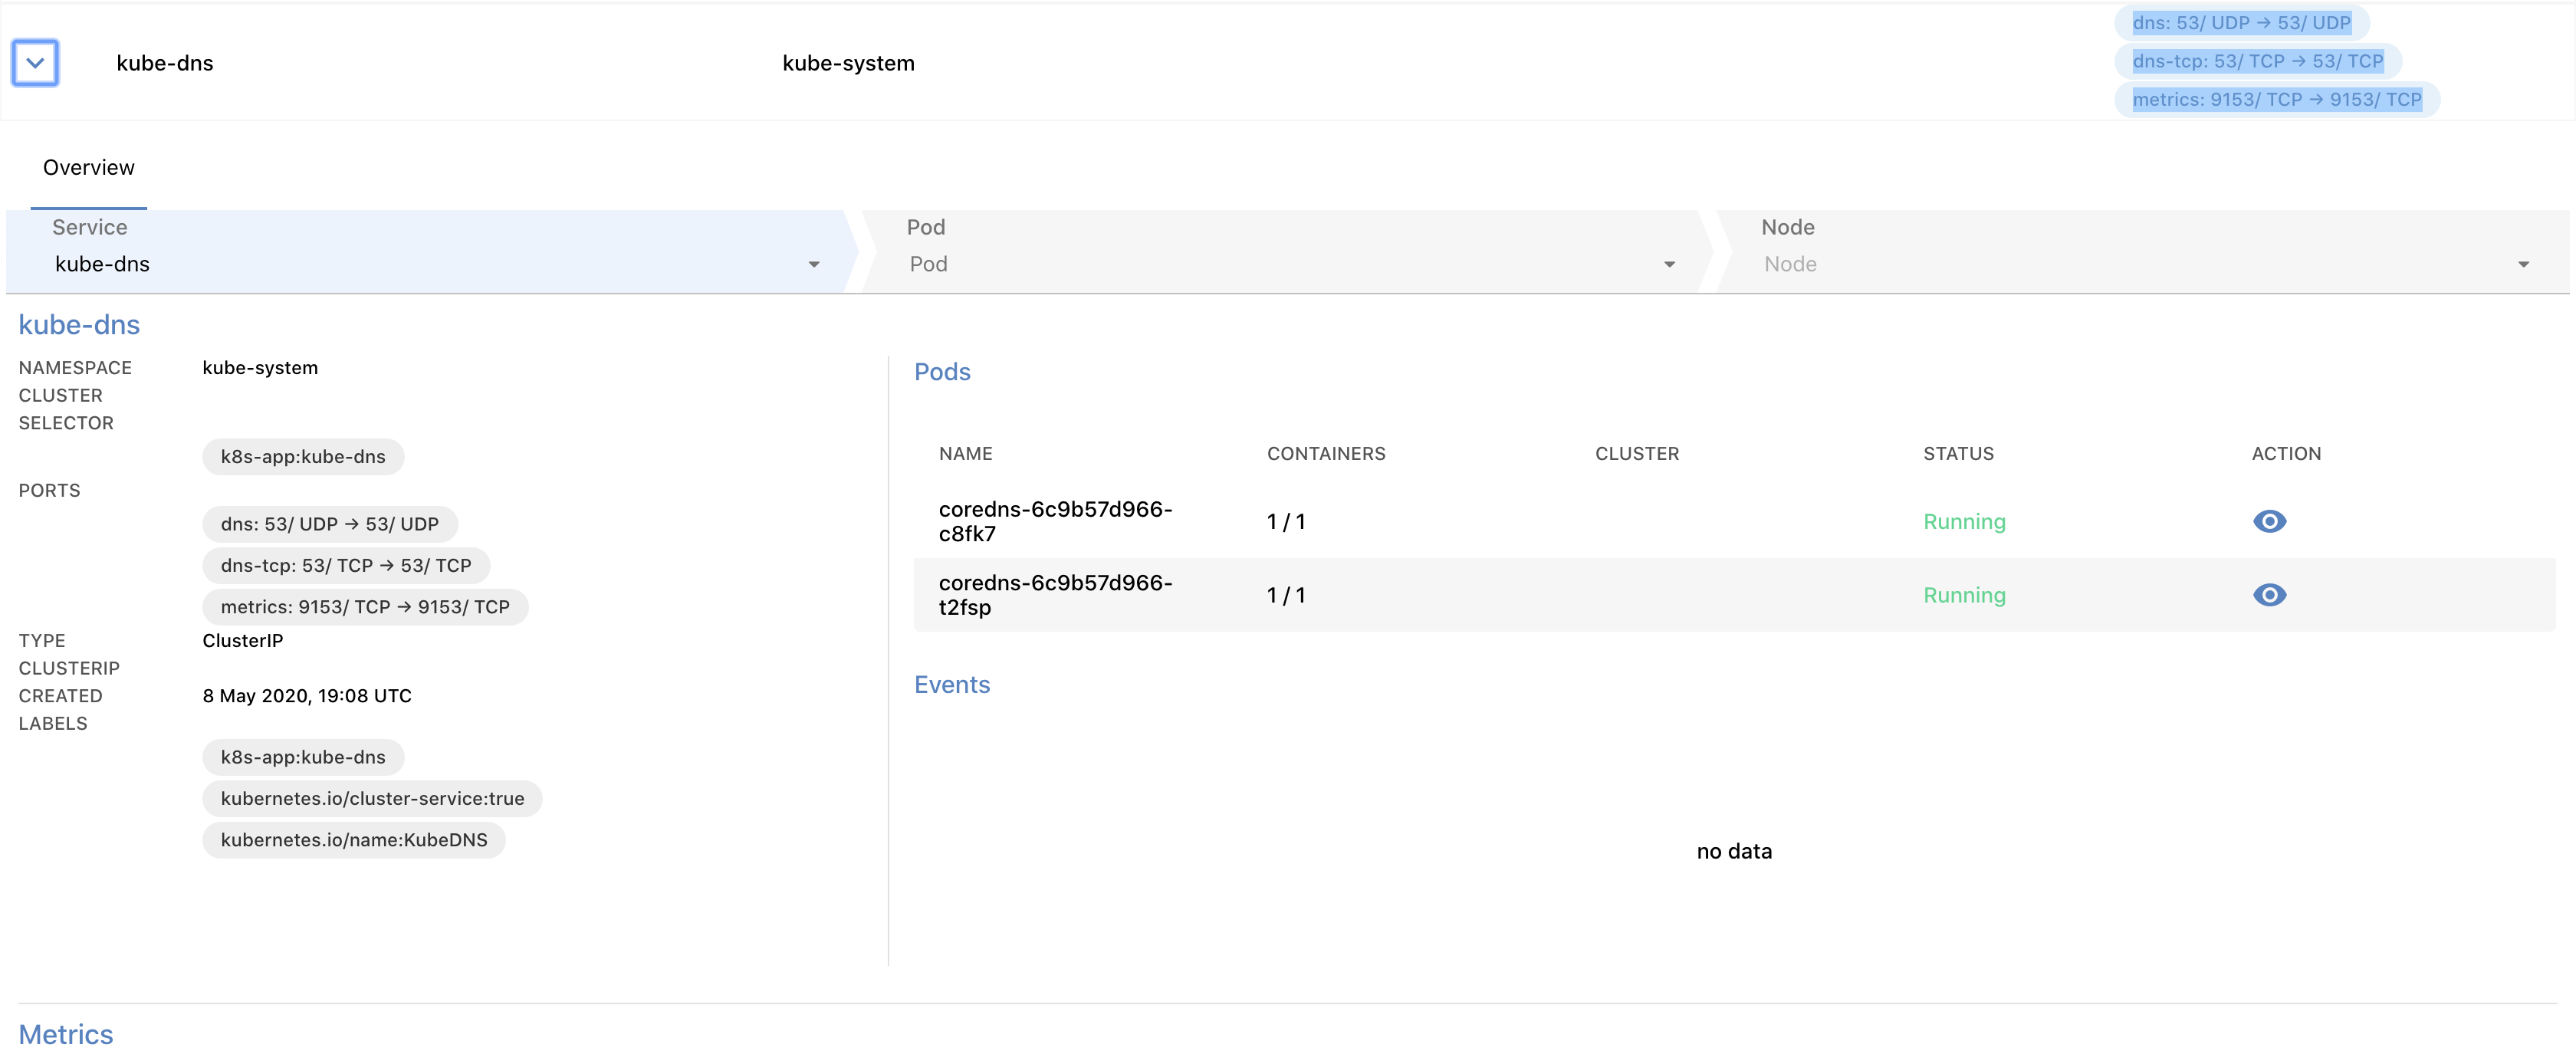 kube-dns
kube-system
dns: 53/ UDP → 53/ UDP
dns-tcp: 53/ TCP → 53/ TCP
metrics: 9153/ TCP → 9153/ TCP
Overview
Service
kube-dns
Pod
Pod
Node
Node
kube-dns
NAMESPACE kube-system
CLUSTER
SELECTOR
k8s-app:kube-dns
PORTS
dns: 53/ UDP → 53/ UDP
dns-tcp: 53/ TCP → 53/ TCP
metrics: 9153/ TCP → 9153/ TCP
TYPE ClusterIP
CLUSTERIP
CREATED 8 May 2020, 19:08 UTC
LABELS
k8s-app:kube-dns
kubernetes.io/cluster-service:true
kubernetes.io/name:KubeDNS
Pods
NAME CONTAINERS CLUSTER STATUS ACTION
coredns-6c9b57d966-
c8fk7
1 / 1 Running
coredns-6c9b57d966-
t2fsp
1 / 1 Running
Events
no data
Metrics